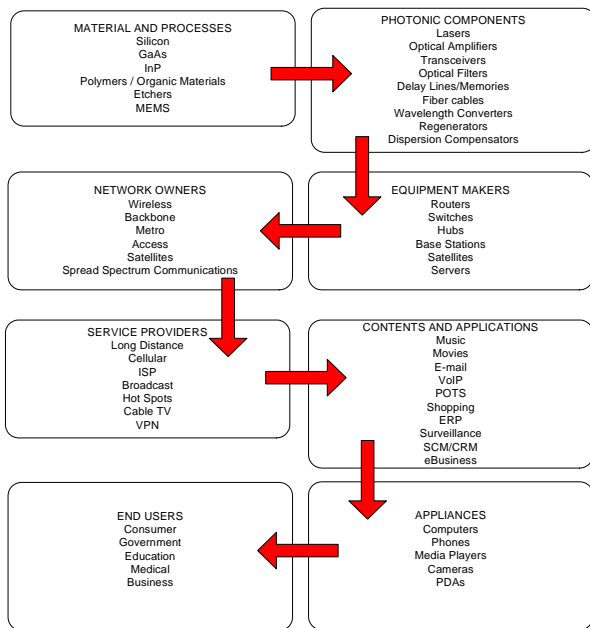 MATERIAL AND PROCESSES
Silicon
GaAs
InP
Polymers / Organic Materials
Etchers
MEMS
PHOTONIC COMPONENTS
Lasers
Optical Amplifiers
Transceivers
Optical Filters
Delay Lines/Memories
Fiber cables
Wavelength Converters
Regenerators
Dispersion Compensators
EQUIPMENT MAKERS
Routers
Switches
Hubs
Base Stations
Satellites
Servers
NETWORK OWNERS
Wireless
Backbone
Metro
Access
Satellites
Spread Spectrum Communications
SERVICE PROVIDERS
Long Distance
Cellular
ISP
Broadcast
Hot Spots
Cable TV
VPN
CONTENTS AND APPLICATIONS
Music
Movies
E-mail
VoIP
POTS
Shopping
ERP
Surveillance
SCM/CRM
eBusiness
APPLIANCES
Computers
Phones
Media Players
Cameras
PDAs
END USERS
Consumer
Government
Education
Medical
Business